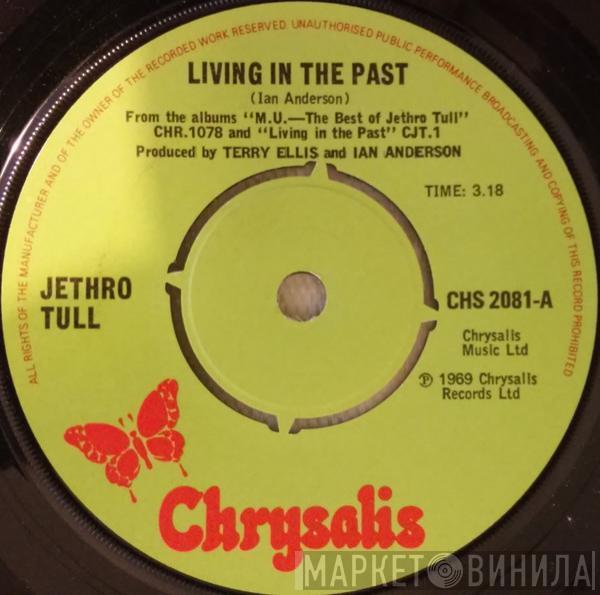 ALL RIGHTS OF THE MANUFACTURER AND OF THE OWNER OF THE RECORDED WORK RESERVED. UNAUTHORISED PUBLIC PERFORMANCE BROADCASTING AND COPYING OF THIS RECORD PROHIBITED
LIVING IN THE PAST
(Ian Anderson)
From the albums "M.U.—The Best of Jethro Tull"
CHR.1078 and "Living in the Past" CJT.1
Produced by TERRY ELLIS and IAN ANDERSON
TIME: 3.18
JETHRO
TULL
CHS 2081-A
Chrysalis
Music Ltd
℗ 1969 Chrysalis
Records Ltd
Chrysalis
МАРКЕТ ВИНИЛА